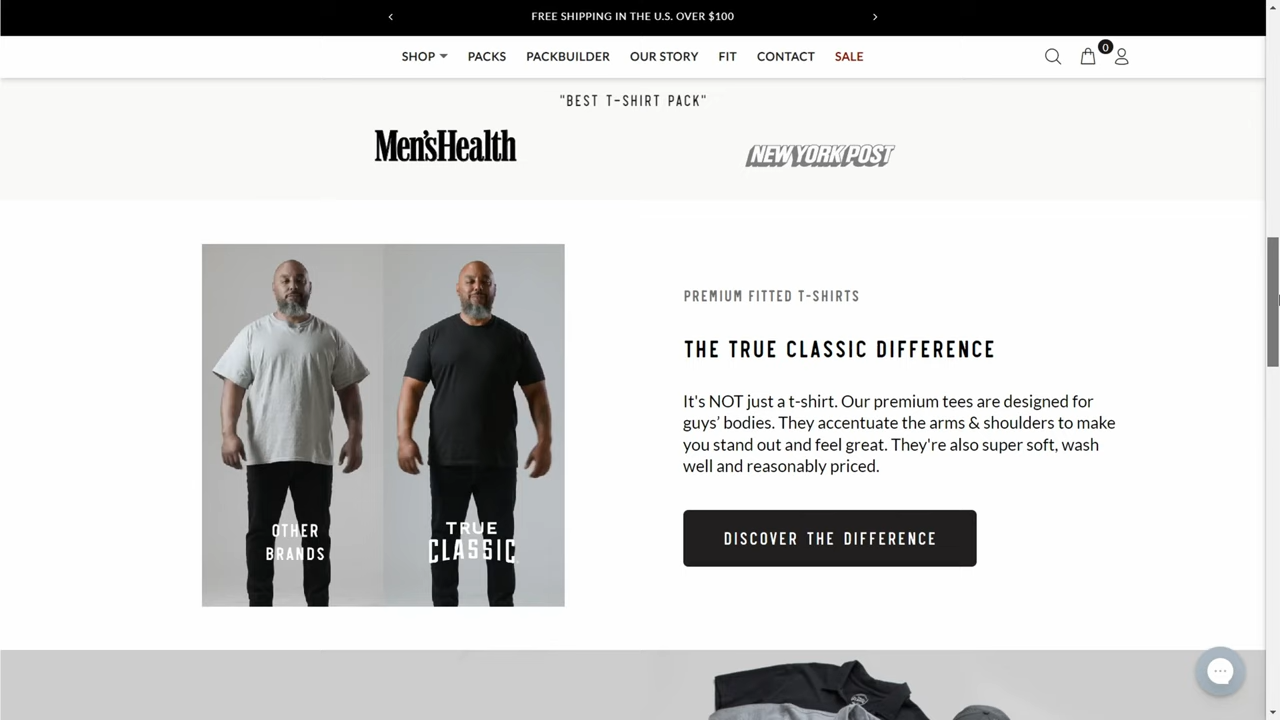 FREE SHIPPING IN THE U.S. OVER $100
SHOP PACKS PACKBUILDER OUR STORY FIT CONTACT SALE
0
"BEST T-SHIRT PACK"
Men'sHealth
NEW YORK POST
PREMIUM FITTED T-SHIRTS
THE TRUE CLASSIC DIFFERENCE
It's NOT just a t-shirt. Our premium tees are designed for
guys' bodies. They accentuate the arms & shoulders to make
you stand out and feel great. They're also super soft, wash
well and reasonably priced.
DISCOVER THE DIFFERENCE
OTHER
BRANDS
TRUE
CLASSIC